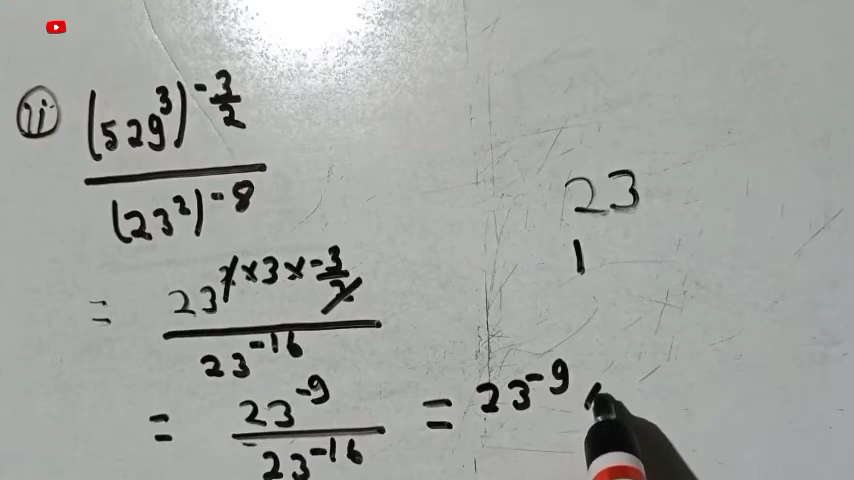 ii) (529³)^-3/2 / (23²)^-8
23
1
= 23^2×3×-3/2 / 23^-16
= 23^-9 / 23^-16 = 23^-9